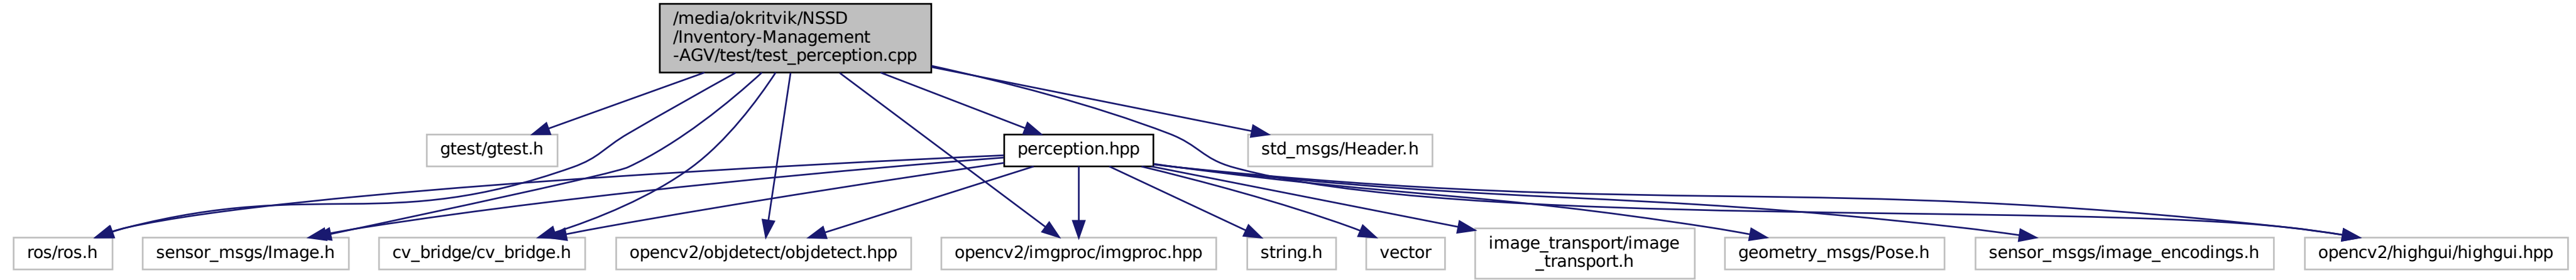 /media/okritvik/NSSD
/Inventory-Management
-AGV/test/test_perception.cpp
gtest/gtest.h
perception.hpp
std_msgs/Header.h
ros/ros.h
sensor_msgs/Image.h
cv_bridge/cv_bridge.h
opencv2/objdetect/objdetect.hpp
opencv2/imgproc/imgproc.hpp
string.h
vector
image_transport/image
_transport.h
geometry_msgs/Pose.h
sensor_msgs/image_encodings.h
opencv2/highgui/highgui.hpp